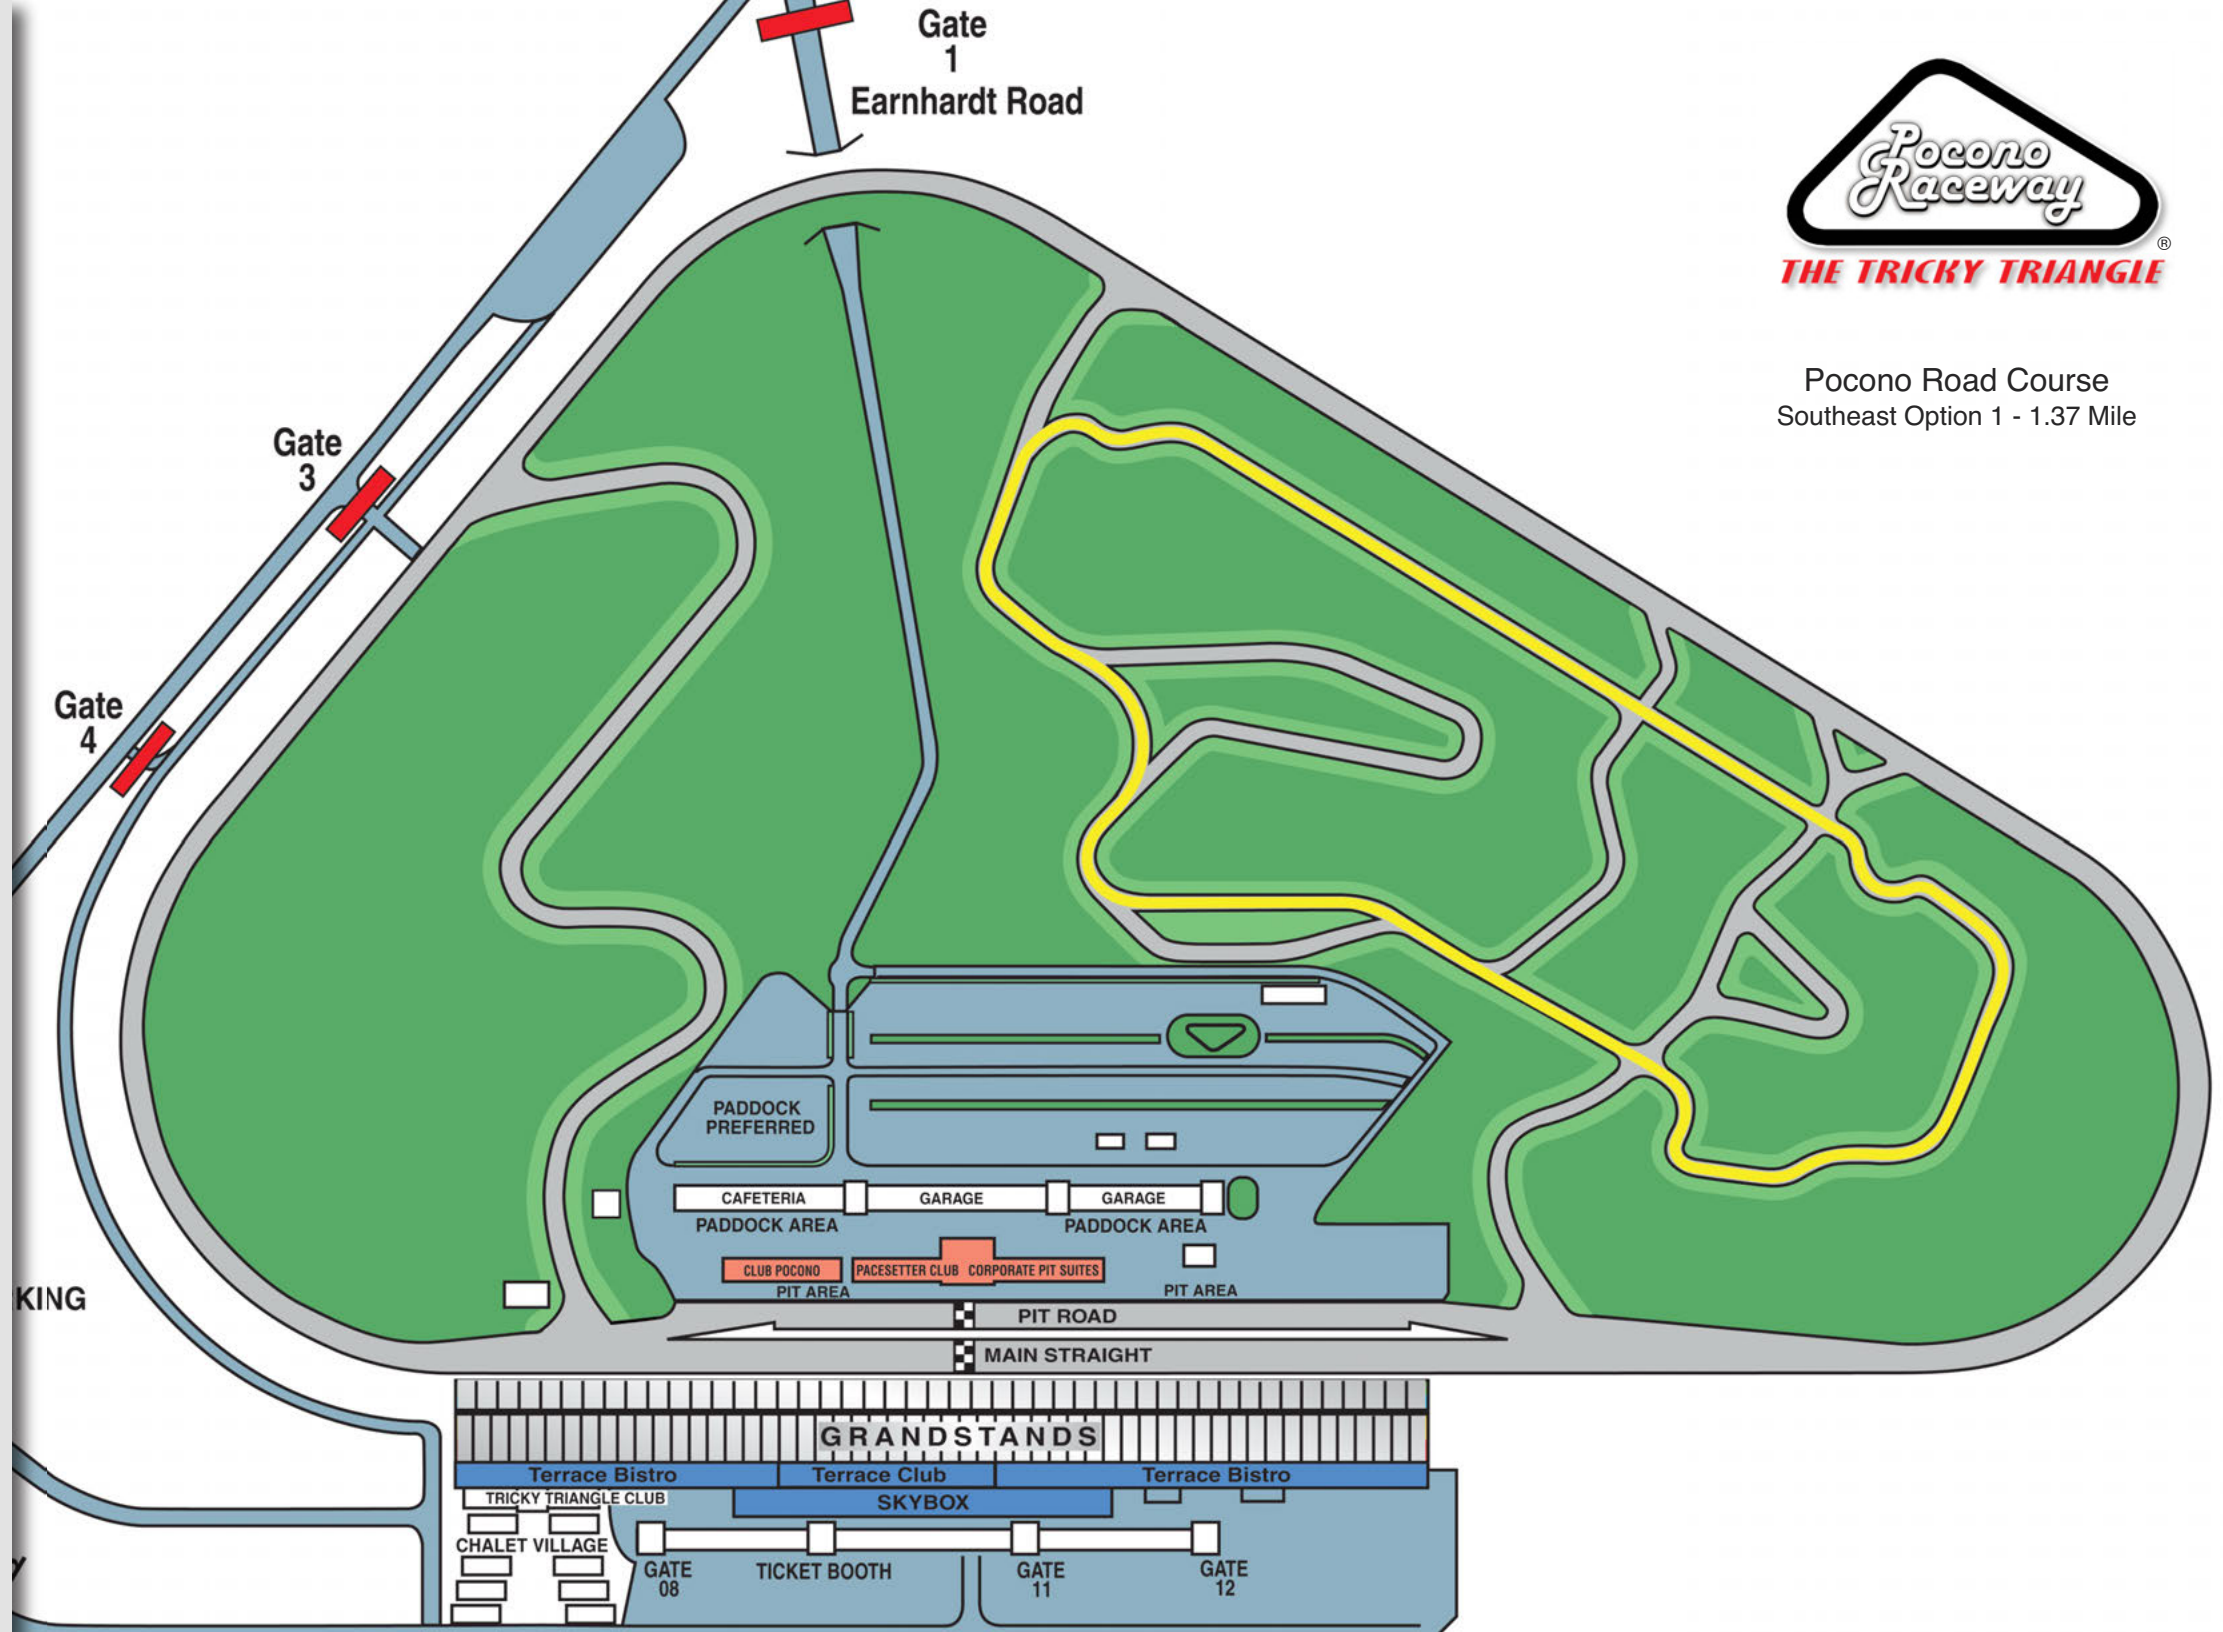 Gate
1
Earnhardt Road
Pocono
Raceway
®
THE TRICKY TRIANGLE
Pocono Road Course
Southeast Option 1 - 1.37 Mile
Gate
3
Gate
4
PADDOCK
PREFERRED
CAFETERIA
GARAGE
GARAGE
PADDOCK AREA
PADDOCK AREA
CLUB POCONO
PACESETTER CLUB
CORPORATE PIT SUITES
PIT AREA
PIT AREA
KING
PIT ROAD
MAIN STRAIGHT
GRANDSTANDS
Terrace Bistro
Terrace Club
Terrace Bistro
TRICKY TRIANGLE CLUB
SKYBOX
CHALET VILLAGE
GATE
08
TICKET BOOTH
GATE
11
GATE
12